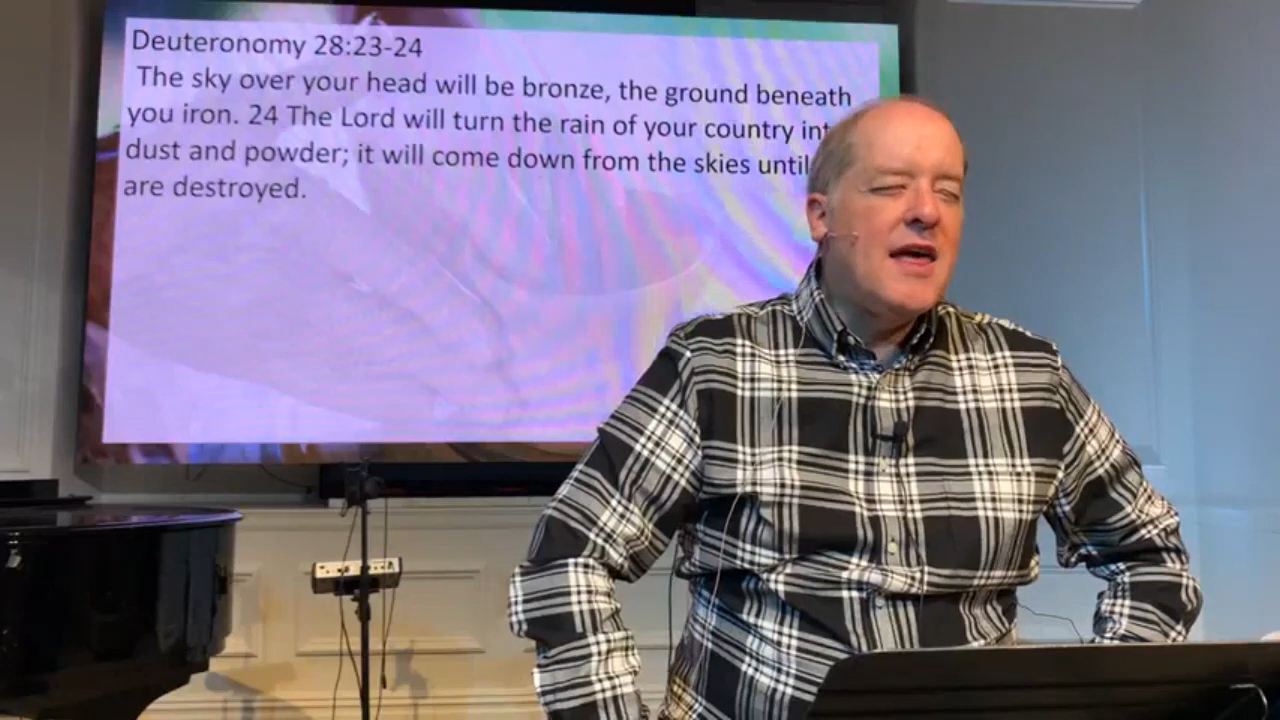 Deuteronomy 28:23-24
The sky over your head will be bronze, the ground beneath
you iron. 24 The Lord will turn the rain of your country
dust and powder; it will come down from the skies until
are destroyed.